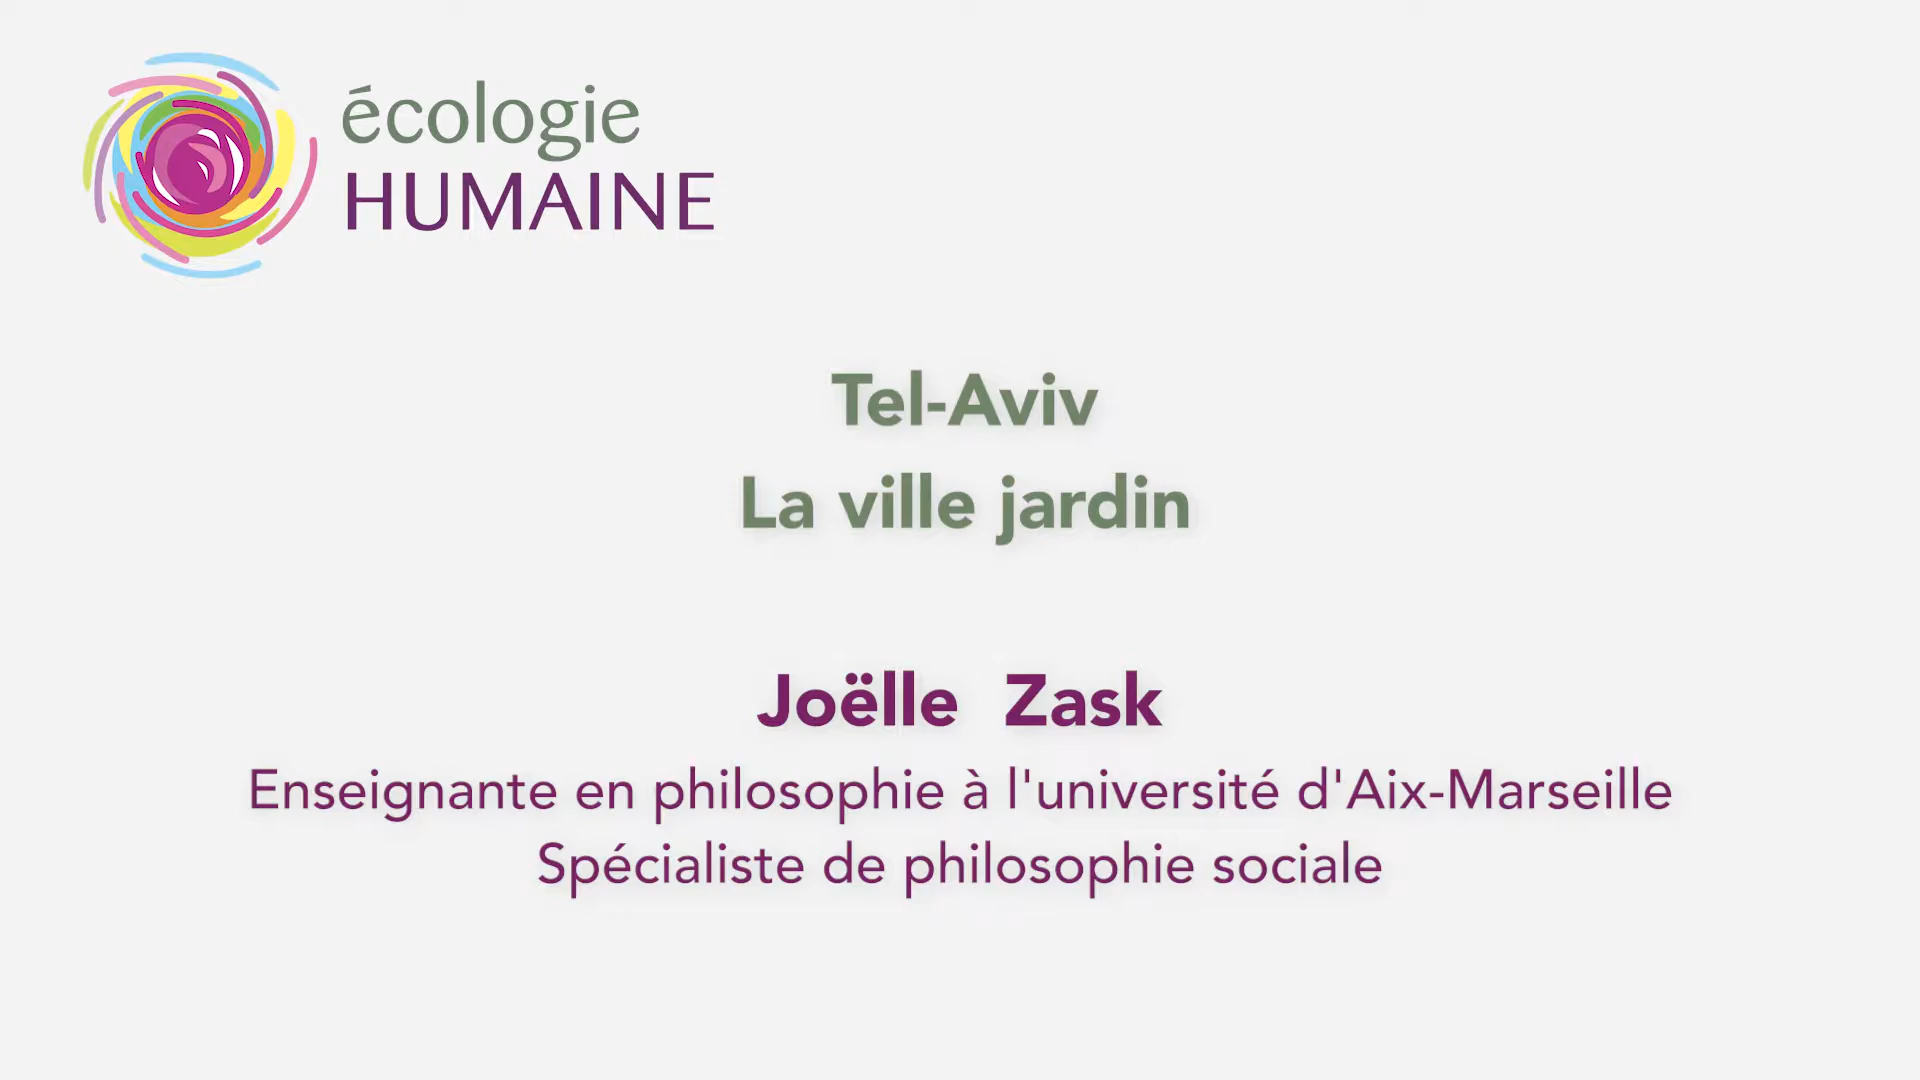 écologie
HUMAINE
Tel-Aviv
La ville jardin
Joëlle Zask
Enseignante en philosophie à l'université d'Aix-Marseille
Spécialiste de philosophie sociale